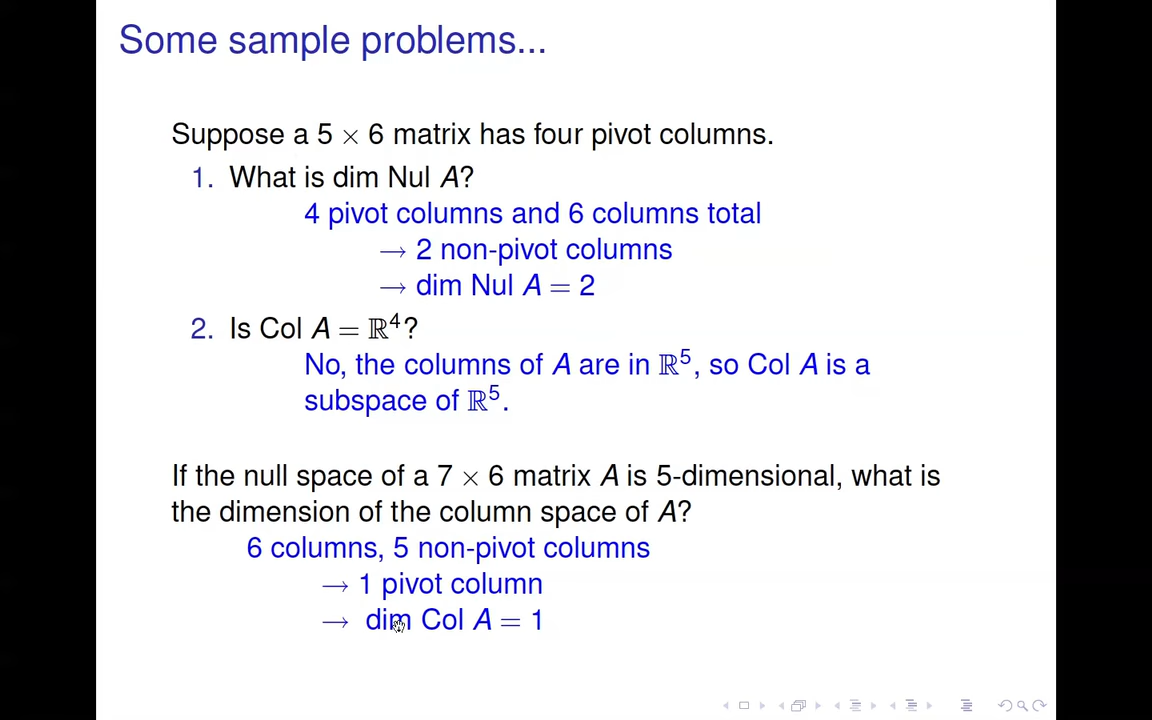 Some sample problems...
Suppose a 5 × 6 matrix has four pivot columns.
1. What is dim Nul A?
4 pivot columns and 6 columns total
→ 2 non-pivot columns
→ dim Nul A = 2
2. Is Col A = ℝ⁴?
No, the columns of A are in ℝ⁵, so Col A is a
subspace of ℝ⁵.
If the null space of a 7 × 6 matrix A is 5-dimensional, what is
the dimension of the column space of A?
6 columns, 5 non-pivot columns
→ 1 pivot column
→ dim Col A = 1